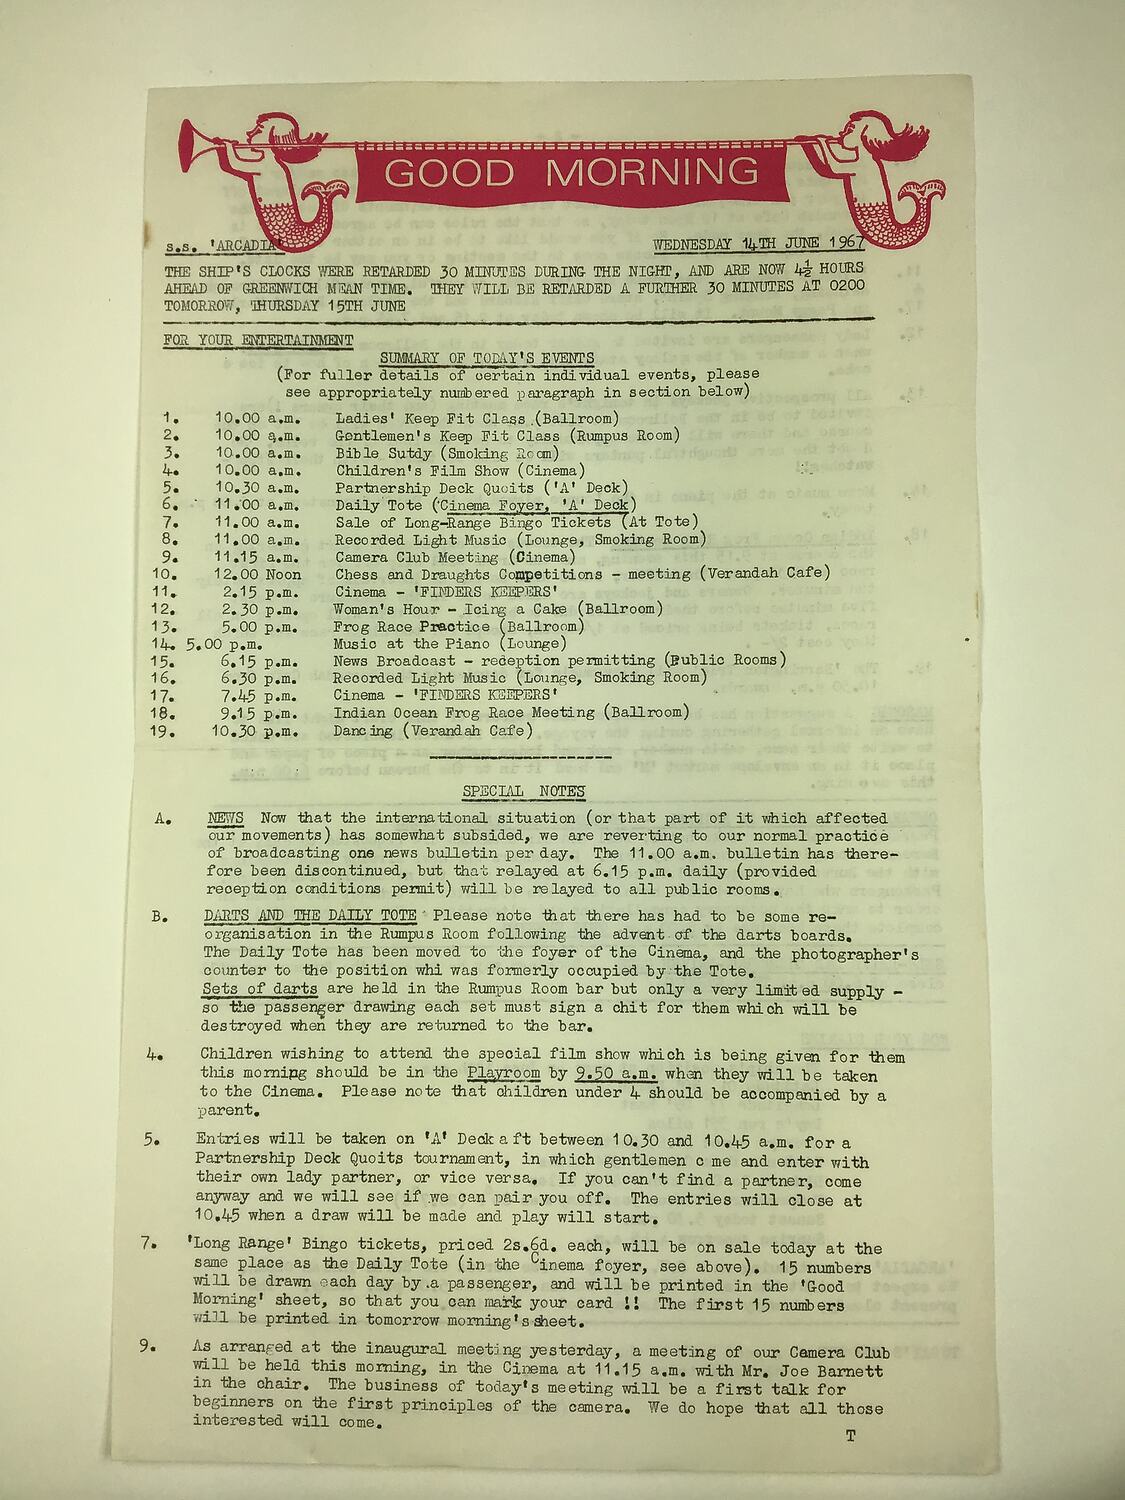 GOOD MORNING
s.s. 'ARCADIA' WEDNESDAY 14TH JUNE 1967
THE SHIP'S CLOCKS WERE RETARDED 30 MINUTES DURING THE NIGHT, AND ARE NOW 4½ HOURS
AHEAD OF GREENWICH MEAN TIME. THEY WILL BE RETARDED A FURTHER 30 MINUTES AT 0200
TOMORROW, THURSDAY 15TH JUNE
FOR YOUR ENTERTAINMENT
SUMMARY OF TODAY'S EVENTS
(For fuller details of certain individual events, please
see appropriately numbered paragraph in section below)
1. 10.00 a.m. Ladies' Keep Fit Class (Ballroom)
2. 10.00 a.m. Gentlemen's Keep Fit Class (Rumpus Room)
3. 10.00 a.m. Bible Sutdy (Smoking Room)
4. 10.00 a.m. Children's Film Show (Cinema)
5. 10.30 a.m. Partnership Deck Quoits ('A' Deck)
6. 11.00 a.m. Daily Tote (Cinema Foyer, 'A' Deck)
7. 11.00 a.m. Sale of Long-Range Bingo Tickets (At Tote)
8. 11.00 a.m. Recorded Light Music (Lounge, Smoking Room)
9. 11.15 a.m. Camera Club Meeting (Cinema)
10. 12.00 Noon Chess and Draughts Competitions - meeting (Verandah Cafe)
11. 2.15 p.m. Cinema - 'FINDERS KEEPERS'
12. 2.30 p.m. Woman's Hour - Icing a Cake (Ballroom)
13. 5.00 p.m. Frog Race Practice (Ballroom)
14. 5.00 p.m. Music at the Piano (Lounge)
15. 6.15 p.m. News Broadcast - redeption permitting (Public Rooms)
16. 6.30 p.m. Recorded Light Music (Lounge, Smoking Room)
17. 7.45 p.m. Cinema - 'FINDERS KEEPERS'
18. 9.15 p.m. Indian Ocean Frog Race Meeting (Ballroom)
19. 10.30 p.m. Dancing (Verandah Cafe)
SPECIAL NOTES
A. NEWS Now that the international situation (or that part of it which affected
our movements) has somewhat subsided, we are reverting to our normal practice
of broadcasting one news bulletin per day. The 11.00 a.m. bulletin has there-
fore been discontinued, but that relayed at 6.15 p.m. daily (provided
reception conditions permit) will be relayed to all public rooms.
B. DARTS AND THE DAILY TOTE Please note that there has had to be some re-
organisation in the Rumpus Room following the advent of the darts boards.
The Daily Tote has been moved to the foyer of the Cinema, and the photographer's
counter to the position whi was formerly occupied by the Tote.
Sets of darts are held in the Rumpus Room bar but only a very limited supply -
so the passenger drawing each set must sign a chit for them which will be
destroyed when they are returned to the bar.
4. Children wishing to attend the special film show which is being given for them
this morning should be in the Playroom by 9.50 a.m. when they will be taken
to the Cinema. Please note that children under 4 should be accompanied by a
parent.
5. Entries will be taken on 'A' Deck aft between 10.30 and 10.45 a.m. for a
Partnership Deck Quoits tournament, in which gentlemen c me and enter with
their own lady partner, or vice versa. If you can't find a partner, come
anyway and we will see if we can pair you off. The entries will close at
10.45 when a draw will be made and play will start.
7. 'Long Range' Bingo tickets, priced 2s.6d. each, will be on sale today at the
same place as the Daily Tote (in the Cinema foyer, see above). 15 numbers
will be drawn each day by a passenger, and will be printed in the 'Good
Morning' sheet, so that you can mark your card !! The first 15 numbers
will be printed in tomorrow morning's sheet.
9. As arranged at the inaugural meeting yesterday, a meeting of our Camera Club
will be held this morning, in the Cinema at 11.15 a.m. with Mr. Joe Barnett
in the chair. The business of today's meeting will be a first talk for
beginners on the first principles of the camera. We do hope that all those
interested will come.
T